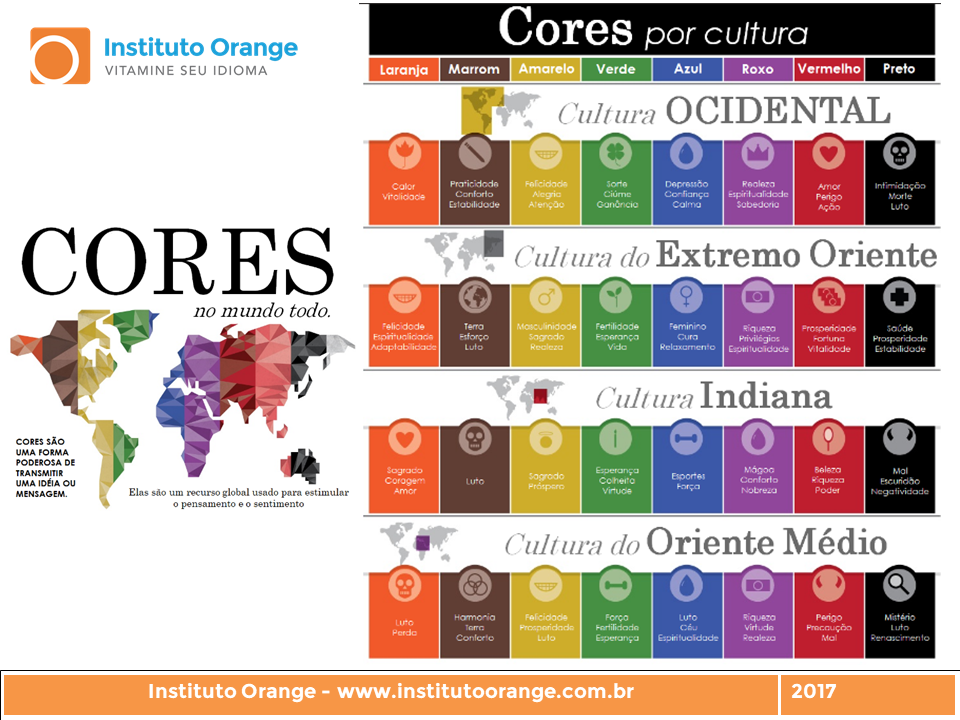 Instituto Orange
VITAMINE SEU IDIOMA
CORES
no mundo todo.
CORES SÃO
UMA FORMA
PODEROSA DE
TRANSMITIR
UMA IDÉIA OU
MENSAGEM.
Elas são um recurso global usado para estimular
o pensamento e o sentimento
Cores por cultura
Laranja Marrom Amarelo Verde Azul Roxo Vermelho Preto
Cultura OCIDENTAL
Calor
Vitalidade
Praticidade
Conforto
Estabilidade
Felicidade
Alegria
Atenção
Sorte
Ciúme
Ganância
Depressão
Confiança
Calma
Realeza
Espiritualidade
Sabedoria
Amor
Perigo
Ação
Intimidação
Morte
Luto
Cultura do Extremo Oriente
Felicidade
Espiritualidade
Adaptabilidade
Terra
Esforço
Luto
Masculinidade
Sagrado
Realeza
Fertilidade
Esperança
Vida
Feminino
Cura
Relaxamento
Riqueza
Privilégios
Espiritualidade
Prosperidade
Fortuna
Vitalidade
Saúde
Prosperidade
Estabilidade
Cultura Indiana
Sagrado
Coragem
Amor
Luto
Sagrado
Próspero
Esperança
Colheita
Virtude
Esportes
Força
Mágoa
Conforto
Nobreza
Beleza
Riqueza
Poder
Mal
Escuridão
Negatividade
Cultura do Oriente Médio
Luto
Perda
Harmonia
Terra
Conforto
Felicidade
Prosperidade
Luto
Força
Fertilidade
Esperança
Luto
Céu
Espiritualidade
Riqueza
Virtude
Realeza
Perigo
Precaução
Mal
Mistério
Luto
Renascimento
Instituto Orange - www.institutoorange.com.br
2017